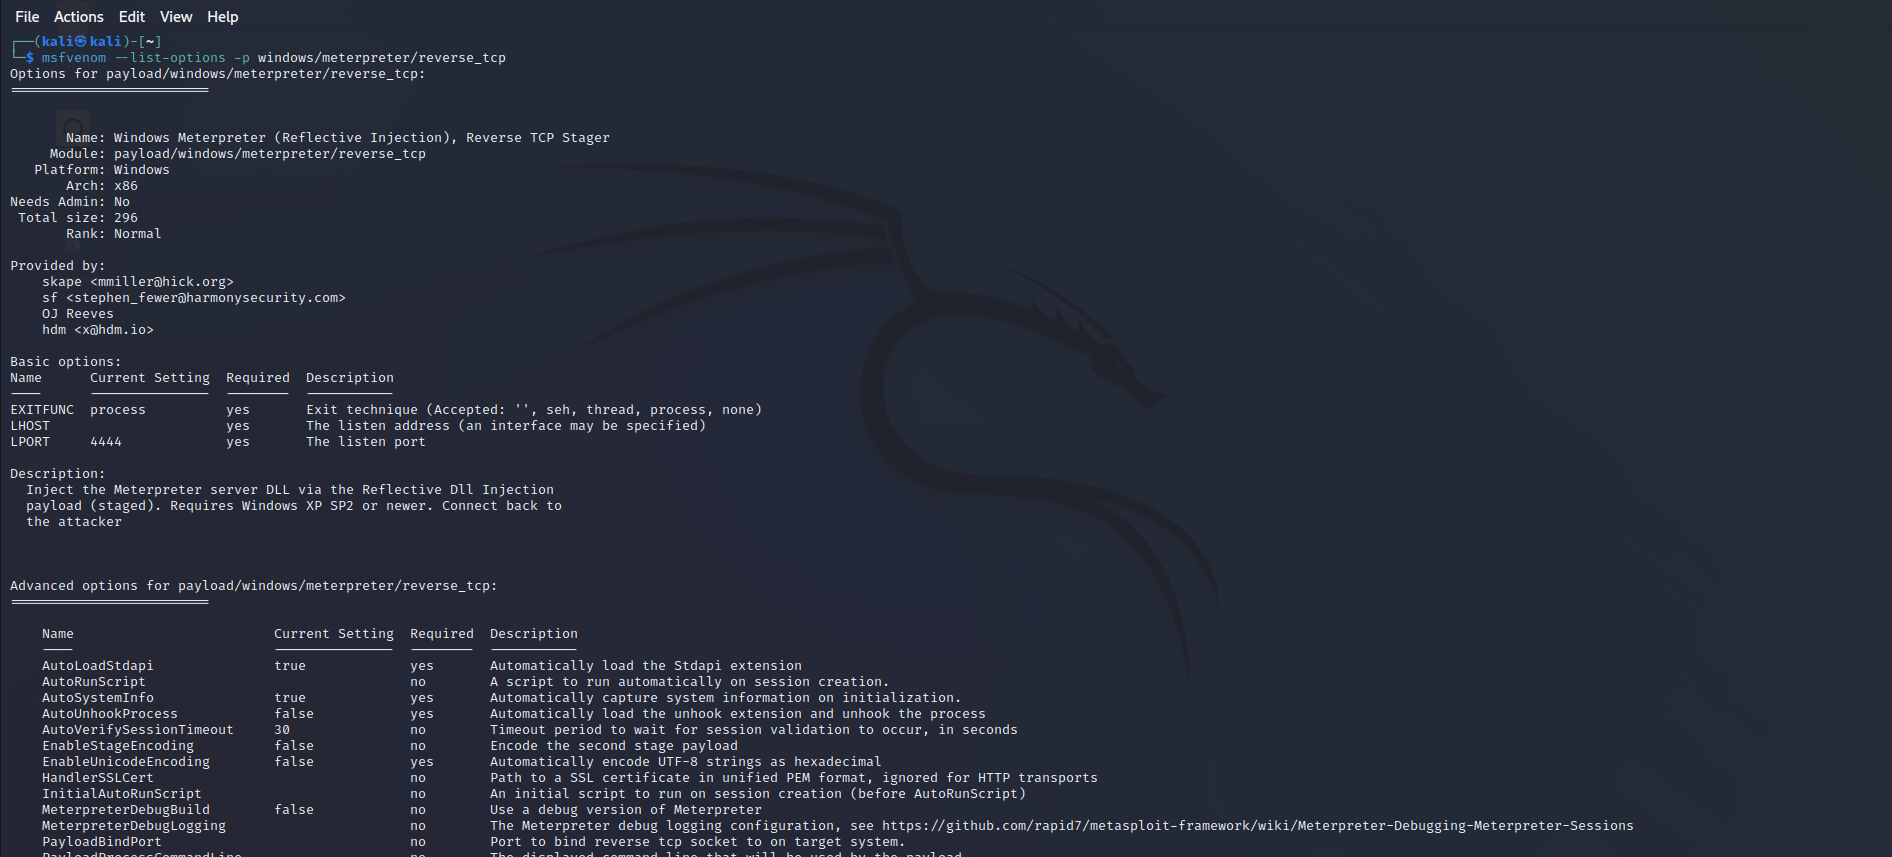 File Actions Edit View Help
┌──(kali㉿kali)-[~]
└─$ msfvenom --list-options -p windows/meterpreter/reverse_tcp
Options for payload/windows/meterpreter/reverse_tcp:
=========================
Name: Windows Meterpreter (Reflective Injection), Reverse TCP Stager
Module: payload/windows/meterpreter/reverse_tcp
Platform: Windows
Arch: x86
Needs Admin: No
Total size: 296
Rank: Normal
Provided by:
skape <mmiller@hick.org>
sf <stephen_fewer@harmonysecurity.com>
OJ Reeves
hdm <x@hdm.io>
Basic options:
Name Current Setting Required Description
---- --------------- -------- -----------
EXITFUNC process yes Exit technique (Accepted: '', seh, thread, process, none)
LHOST yes The listen address (an interface may be specified)
LPORT 4444 yes The listen port
Description:
Inject the Meterpreter server DLL via the Reflective Dll Injection
payload (staged). Requires Windows XP SP2 or newer. Connect back to
the attacker
Advanced options for payload/windows/meterpreter/reverse_tcp:
=========================
Name Current Setting Required Description
---- --------------- -------- -----------
AutoLoadStdapi true yes Automatically load the Stdapi extension
AutoRunScript no A script to run automatically on session creation.
AutoSystemInfo true yes Automatically capture system information on initialization.
AutoUnhookProcess false yes Automatically load the unhook extension and unhook the process
AutoVerifySessionTimeout 30 no Timeout period to wait for session validation to occur, in seconds
EnableStageEncoding false no Encode the second stage payload
EnableUnicodeEncoding false yes Automatically encode UTF-8 strings as hexadecimal
HandlerSSLCert no Path to a SSL certificate in unified PEM format, ignored for HTTP transports
InitialAutoRunScript no An initial script to run on session creation (before AutoRunScript)
MeterpreterDebugBuild false no Use a debug version of Meterpreter
MeterpreterDebugLogging no The Meterpreter debug logging configuration, see https://github.com/rapid7/metasploit-framework/wiki/Meterpreter-Debugging-Meterpreter-Sessions
PayloadBindPort no Port to bind reverse tcp socket to on target system.
PayloadProcessCommandLine no The displayed command line that will be used by the payload